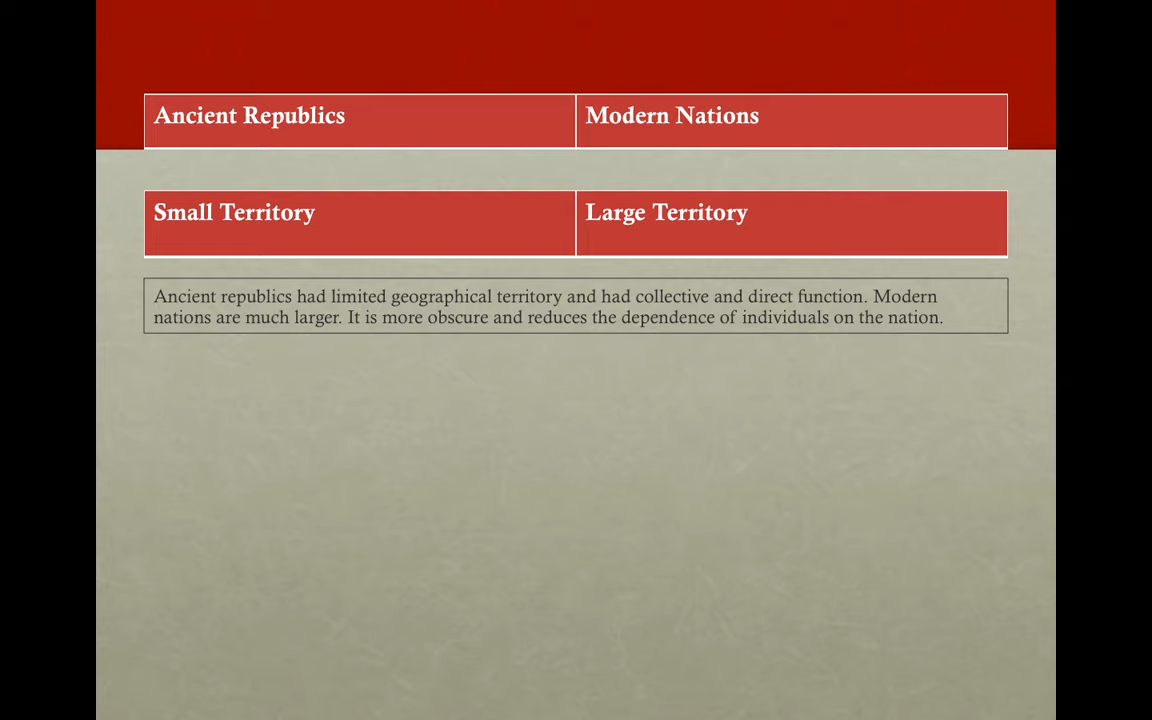 Ancient Republics
Modern Nations
Small Territory
Large Territory
Ancient republics had limited geographical territory and had collective and direct function. Modern
nations are much larger. It is more obscure and reduces the dependence of individuals on the nation.